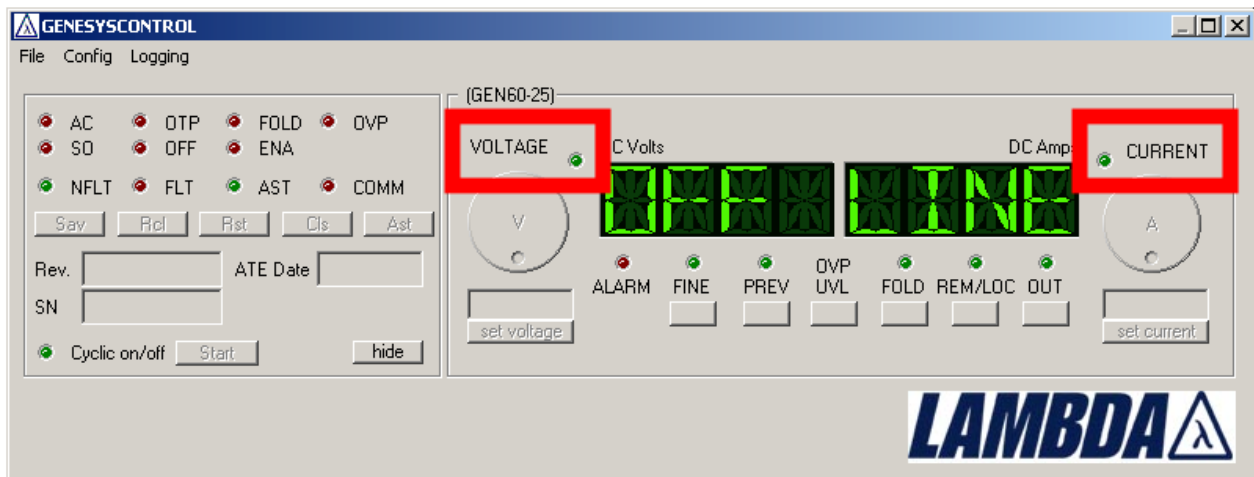 GENESYSCONTROL
File Config Logging
AC OTP FOLD OVP
SO OFF ENA
NFLT FLT AST COMM
Sav Rcl Rst Cls Ast
Rev. ATE Date
SN
Cyclic on/off Start hide
(GEN60-25)
VOLTAGE C Volts DC Amp CURRENT
OFF LINE
V A
ALARM FINE PREV OVP UVL FOLD REM/LOC OUT
set voltage set current
LAMBDA λ